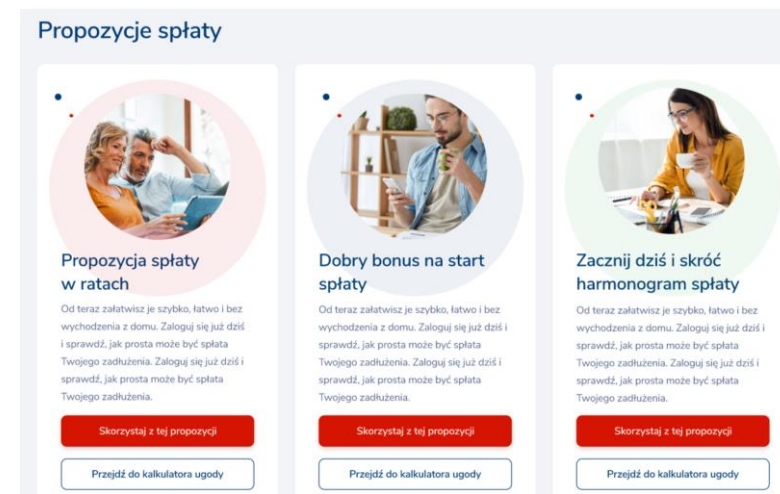 Propozycje spłaty
Propozycja spłaty
w ratach
Od teraz załatwisz je szybko, łatwo i bez
wychodzenia z domu. Zaloguj się już dziś
i sprawdź, jak prosta może być spłata
Twojego zadłużenia. Zaloguj się już dziś i
sprawdź, jak prosta może być spłata
Twojego zadłużenia.
Skorzystaj z tej propozycji
Przejdź do kalkulatora ugody
Dobry bonus na start
spłaty
Od teraz załatwisz je szybko, łatwo i bez
wychodzenia z domu. Zaloguj się już dziś i
sprawdź, jak prosta może być spłata
Twojego zadłużenia. Zaloguj się już dziś i
sprawdź, jak prosta może być spłata
Twojego zadłużenia.
Skorzystaj z tej propozycji
Przejdź do kalkulatora ugody
Zacznij dziś i skróć
harmonogram spłaty
Od teraz załatwisz je szybko, łatwo i bez
wychodzenia z domu. Zaloguj się już dziś i
sprawdź, jak prosta może być spłata
Twojego zadłużenia. Zaloguj się już dziś i
sprawdź, jak prosta może być spłata
Twojego zadłużenia.
Skorzystaj z tej propozycji
Przejdź do kalkulatora ugody